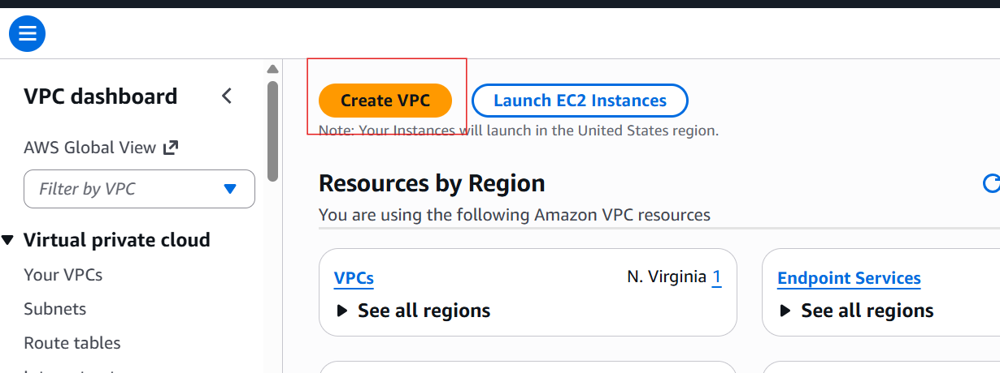 VPC dashboard
AWS Global View
Filter by VPC
Virtual private cloud
Your VPCs
Subnets
Route tables
Create VPC
Launch EC2 Instances
Note: Your Instances will launch in the United States region.
Resources by Region
You are using the following Amazon VPC resources
VPCs N. Virginia 1
See all regions
Endpoint Services
See all regions